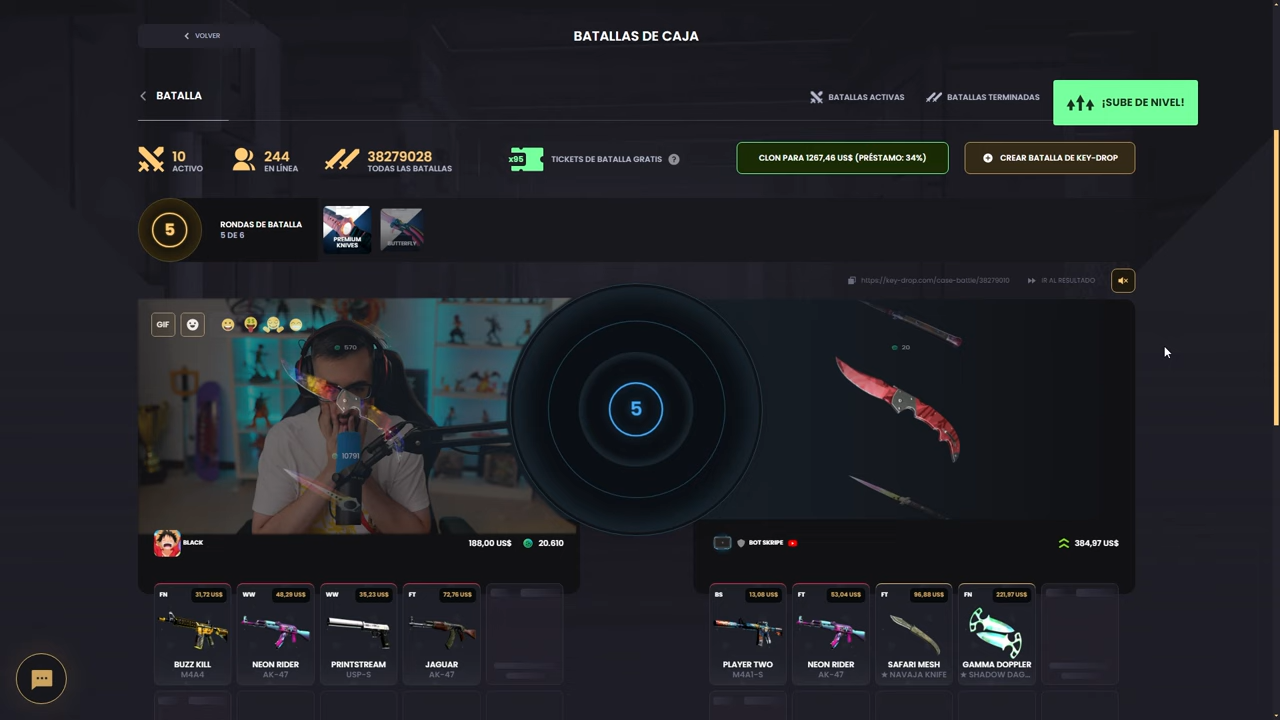 VOLVER
BATALLAS DE CAJA
BATALLA
BATALLAS ACTIVAS
BATALLAS TERMINADAS
¡SUBE DE NIVEL!
10
ACTIVO
244
EN LÍNEA
38279028
TODAS LAS BATALLAS
x95
TICKETS DE BATALLA GRATIS ?
CLON PARA 1267,46 US$ (PRÉSTAMO: 34%)
CREAR BATALLA DE KEY-DROP
5
RONDAS DE BATALLA
5 DE 6
PREMIUM
KNIVES
BUTTERFLY
https://key-drop.com/case-battle/38279010
IR AL RESULTADO
GIF
570
10791
5
20
BLACK
188,00 US$
20.610
BOT SKRIPE
384,97 US$
FN 31,72 US$
BUZZ KILL
M4A4
WW 48,29 US$
NEON RIDER
AK-47
WW 35,23 US$
PRINTSTREAM
USP-S
FT 72,76 US$
JAGUAR
AK-47
BS 13,08 US$
PLAYER TWO
M4A1-S
FT 53,04 US$
NEON RIDER
AK-47
FT 96,88 US$
SAFARI MESH
★ NAVAJA KNIFE
FN 221,97 US$
GAMMA DOPPLER
★ SHADOW DAG...